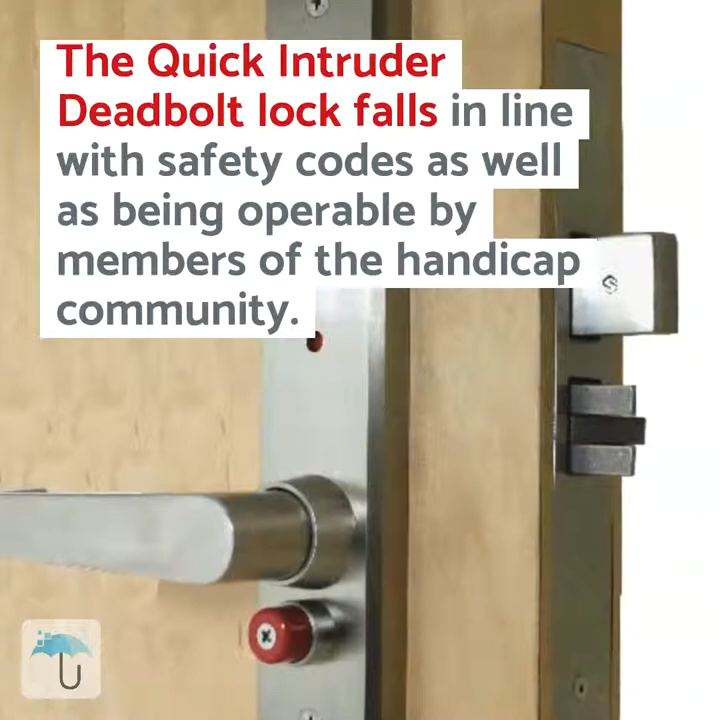 The Quick Intruder
Deadbolt lock falls in line
with safety codes as well
as being operable by
members of the handicap
community.